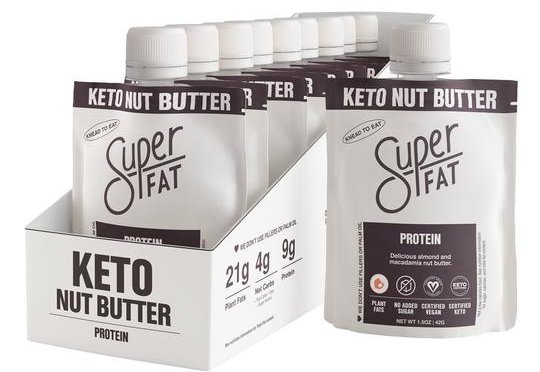 KETO NUT BUTTER
KNEAD TO EAT
Super
FAT
PROTEIN
KETO
NUT BUTTER
PROTEIN
♥ WE DON'T USE FILLERS OR PALM OIL
21g 4g 9g
Plant Fats
Net Carbs
Protein
KETO NUT BUTTER
KNEAD TO EAT
Super
FAT
♥ WE DON'T USE FILLERS OR PALM OIL
PROTEIN
Delicious almond and
macadamia nut butter.
KETO
PLANT FATS
NO ADDED SUGAR
CERTIFIED VEGAN
CERTIFIED KETO
NET WT 1.5OZ / 42G